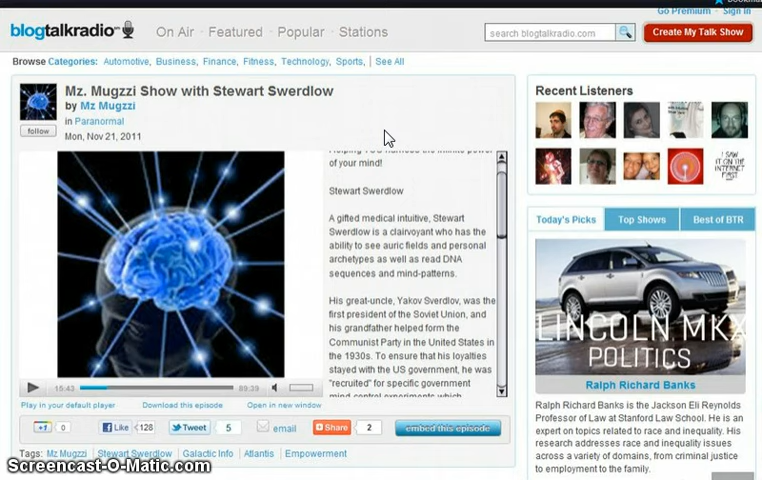 Go Premium · Sign In
blogtalkradio
On Air · Featured · Popular · Stations
search blogtalkradio.com
Create My Talk Show
Browse Categories: Automotive, Business, Finance, Fitness, Technology, Sports, | See All
Mz. Mugzzi Show with Stewart Swerdlow
by Mz Mugzzi
in Paranormal
follow
Mon, Nov 21, 2011
Helping YOU harness the infinite power
of your mind!
Stewart Swerdlow
A gifted medical intuitive, Stewart
Swerdlow is a clairvoyant who has the
ability to see auric fields and personal
archetypes as well as read DNA
sequences and mind-patterns.
His great-uncle, Yakov Sverdlov, was the
first president of the Soviet Union, and
his grandfather helped form the
Communist Party in the United States in
the 1930s. To ensure that his loyalties
stayed with the US government, he was
"recruited" for specific government
mind-control experiments which
15:43
89:39
Play in your default player
Download this episode
Open in new window
+1 0
Like 128
Tweet 5
email
Share 2
embed this episode
Tags: Mz Mugzzi | Stewart Swerdlow | Galactic Info | Atlantis | Empowerment
Recent Listeners
I SAW
IT ON THE
INTERNET
FIRST
Today's Picks
Top Shows
Best of BTR
LINCOLN MKX
POLITICS
Ralph Richard Banks
Ralph Richard Banks is the Jackson Eli Reynolds
Professor of Law at Stanford Law School. He is an
expert on topics related to race and inequality. His
research addresses race and inequality issues
across a variety of domains, from criminal justice
to employment to the family.
Screencast-O-Matic.com